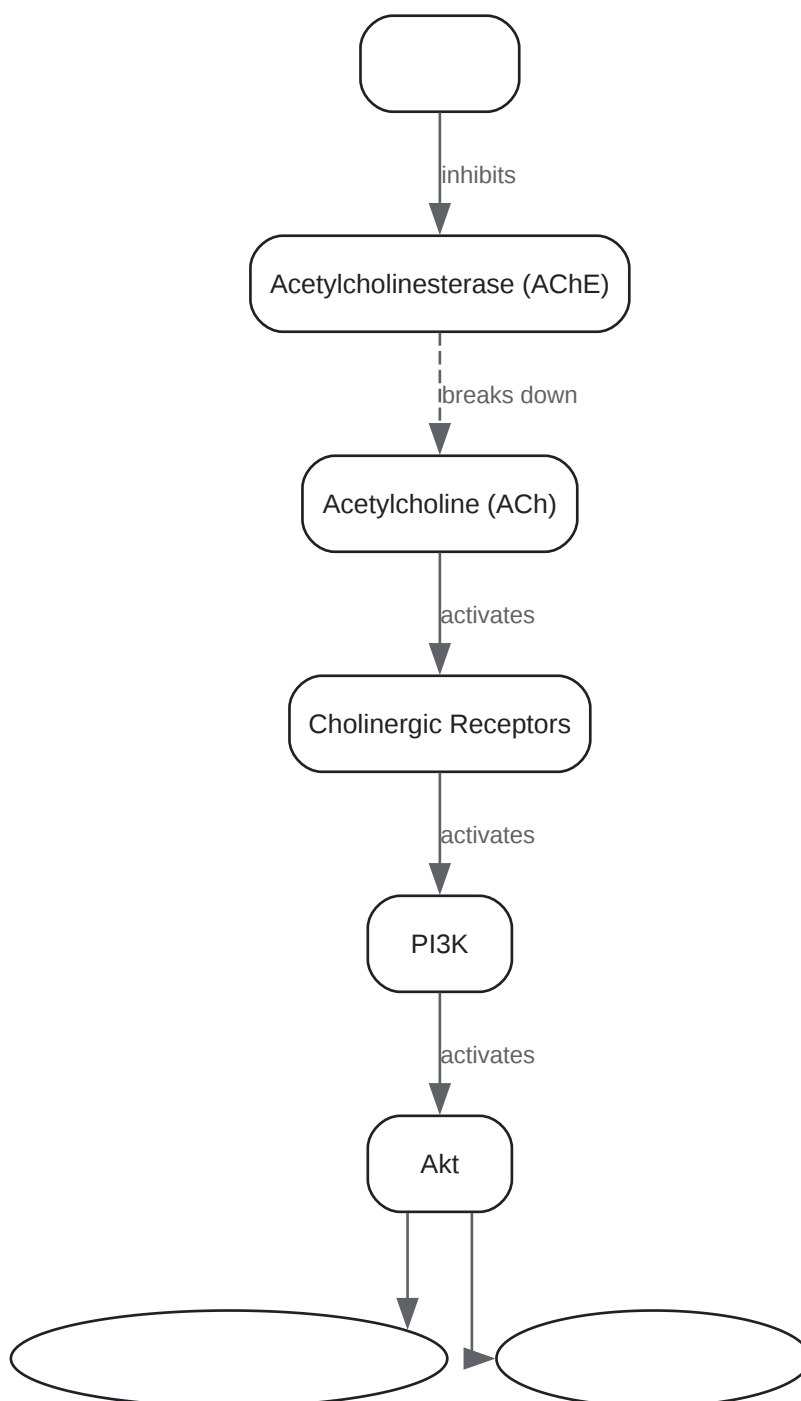 inhibits
Acetylcholinesterase (AChE)
breaks down
Acetylcholine (ACh)
activates
Cholinergic Receptors
activates
PI3K
activates
Akt